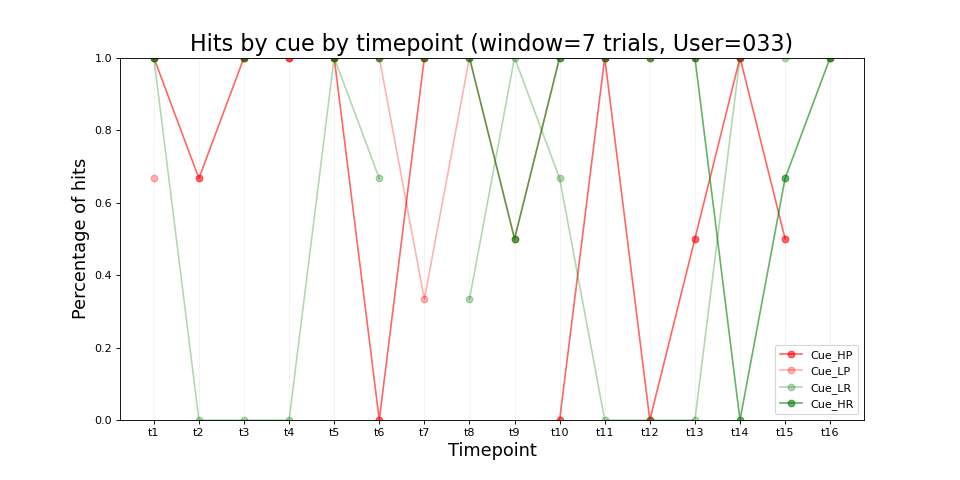 Hits by cue by timepoint (window=7 trials, User=033)
Percentage of hits
1.0
0.8
0.6
0.4
0.2
0.0
t1 t2 t3 t4 t5 t6 t7 t8 t9 t10 t11 t12 t13 t14 t15 t16
Timepoint
Cue_HP
Cue_LP
Cue_LR
Cue_HR